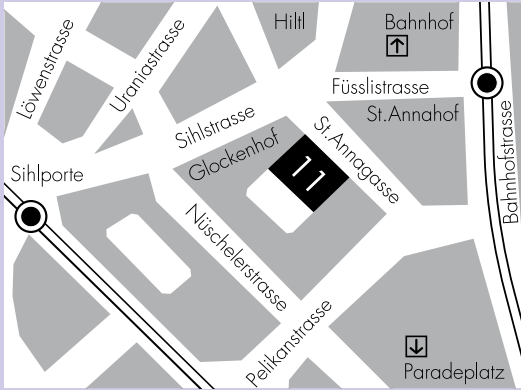 Löwenstrasse
Uraniastrasse
Hiltl
Bahnhof
Füsslistrasse
St.Annahof
Sihlstrasse
Glockenhof
St.Annagasse
11
Bahnhofstrasse
Sihlporte
Nüschelerstrasse
Pelikanstrasse
Paradeplatz